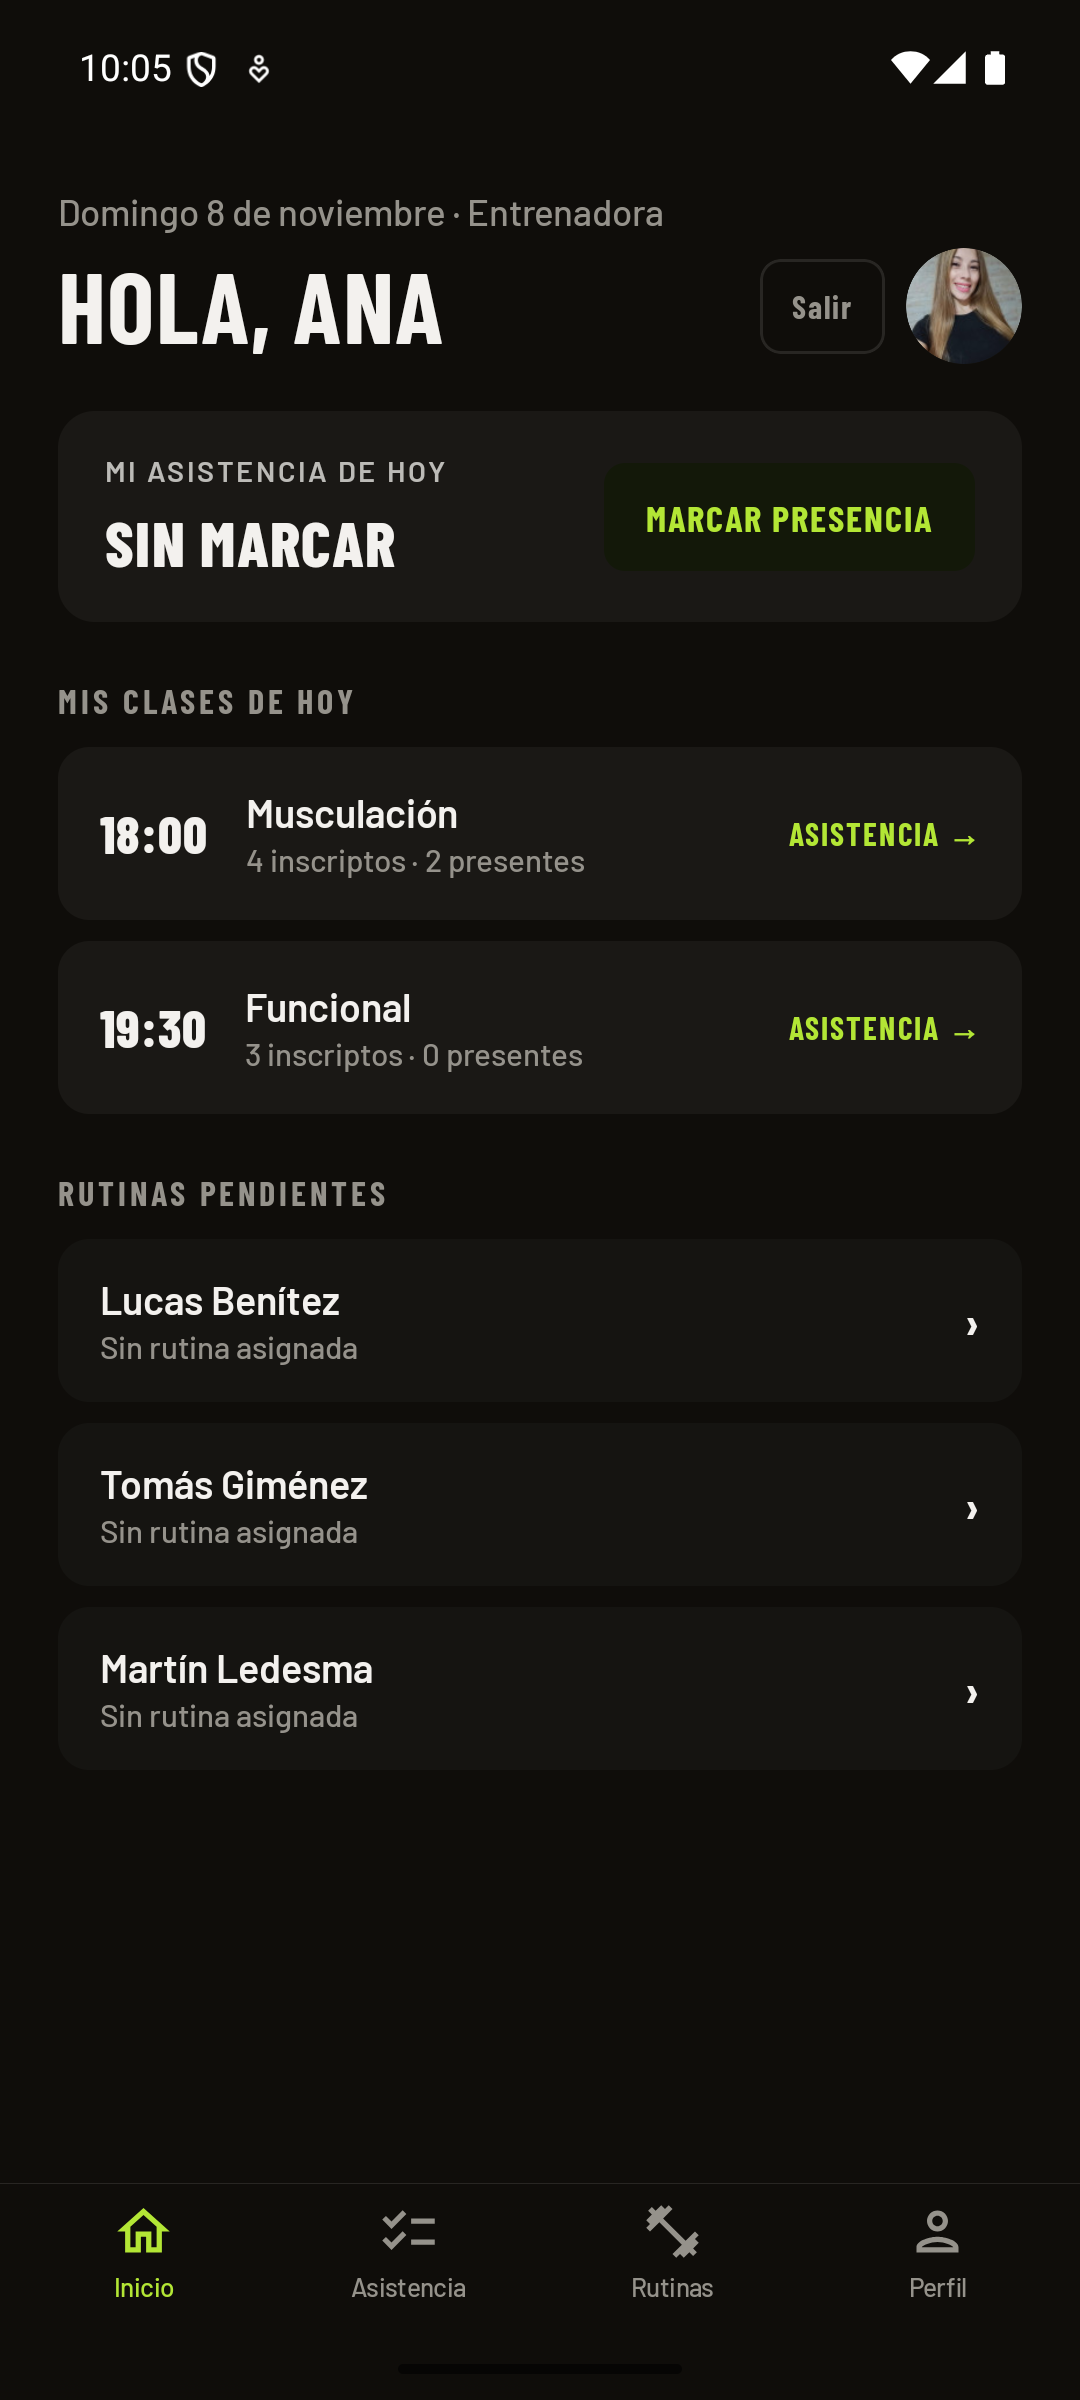 10:05
Domingo 8 de noviembre · Entrenadora
HOLA, ANA
Salir
MI ASISTENCIA DE HOY
SIN MARCAR
MARCAR PRESENCIA
MIS CLASES DE HOY
18:00
Musculación
4 inscriptos · 2 presentes
ASISTENCIA →
19:30
Funcional
3 inscriptos · 0 presentes
ASISTENCIA →
RUTINAS PENDIENTES
Lucas Benítez
Sin rutina asignada
›
Tomás Giménez
Sin rutina asignada
›
Martín Ledesma
Sin rutina asignada
›
Inicio
Asistencia
Rutinas
Perfil